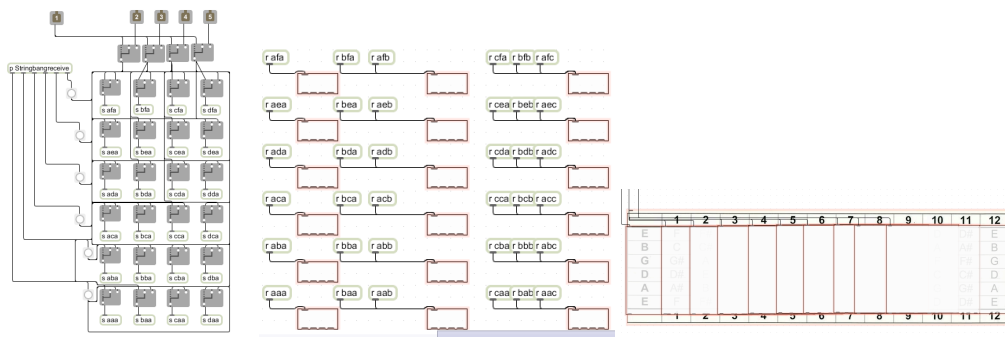 1 2 3 4 5
p Stringbangreceive
s afa s bfa s cfa s dfa
s aea s bea s cea s dea
s ada s bda s cda s dda
s aca s bca s cca s dca
s aba s bba s cba s dba
s aaa s baa s caa s daa
r afa r bfa r afb r cfa r bfb r afc
r aea r bea r aeb r cea r beb r aec
r ada r bda r adb r cda r bdb r adc
r aca r bca r acb r cca r bcb r acc
r aba r bba r abb r cba r bbb r abc
r aaa r baa r aab r caa r bab r aac
1 2 3 4 5 6 7 8 9 10 11 12
E F D# E
B C A# B
G G# F# G
D D# C# D
A A# G# A
E F D# E
1 2 3 4 5 6 7 8 9 10 11 12